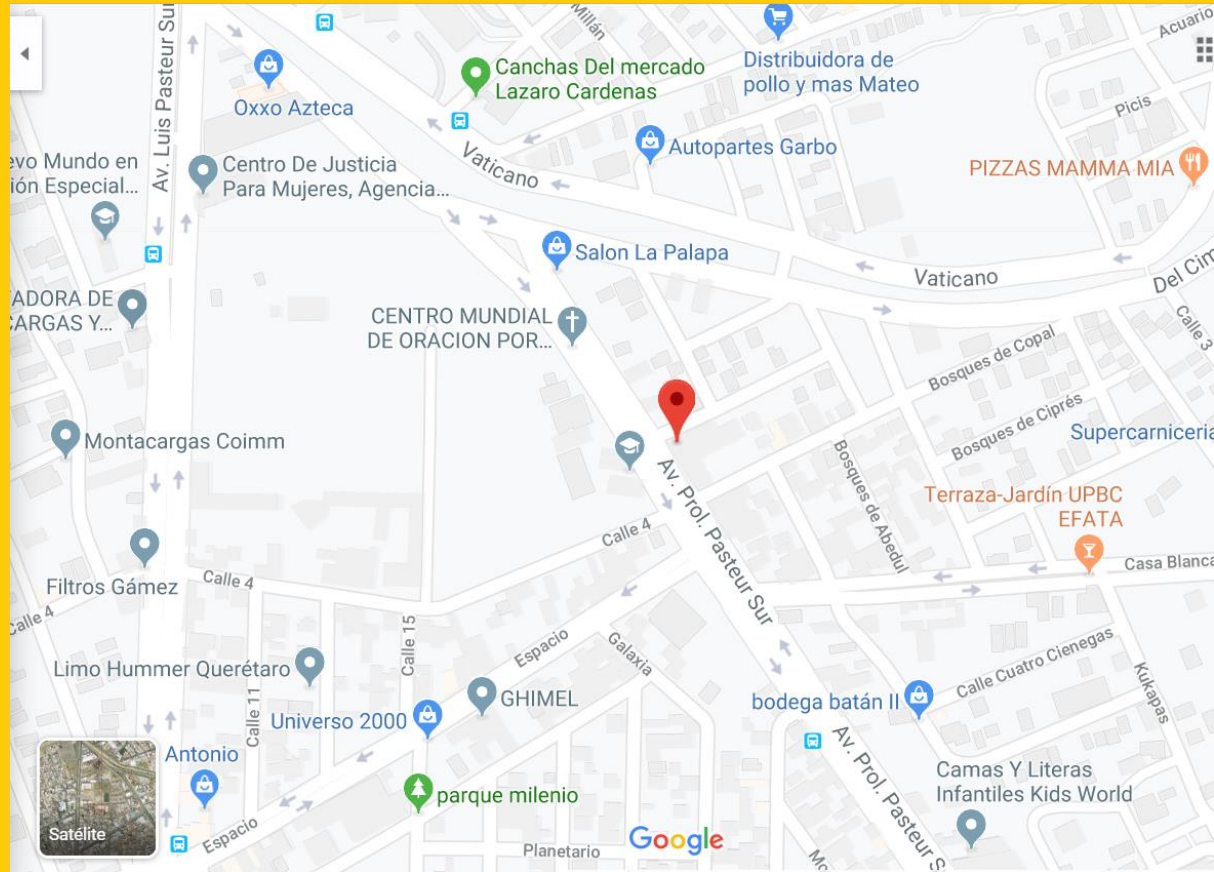 Av. Luis Pasteur Sur
Millán
Acuario
Distribuidora de
pollo y mas Mateo
Canchas Del mercado
Lazaro Cardenas
Oxxo Azteca
Picis
Autopartes Garbo
Vaticano
PIZZAS MAMMA MIA
evo Mundo en
ión Especial...
Centro De Justicia
Para Mujeres, Agencia...
Salon La Palapa
Vaticano
Del Cim
ADORA DE
CARGAS Y...
CENTRO MUNDIAL
DE ORACION POR...
Calle 3
Bosques de Copal
Bosques de Ciprés
Supercarniceria
Montacargas Coimm
Bosques de Abedul
Av. Prol. Pasteur Sur
Terraza-Jardín UPBC
EFATA
Calle 4
Casa Blanca
Filtros Gámez
Calle 4
Calle 4
Calle 15
Espacio
Galaxia
Limo Hummer Querétaro
Calle 11
GHIMEL
Universo 2000
Calle Cuatro Cienegas
Kukapas
bodega batán II
Antonio
Av. Prol. Pasteur S
Camas Y Literas
Infantiles Kids World
parque milenio
Satélite
Espacio
Google
Planetario
Mo